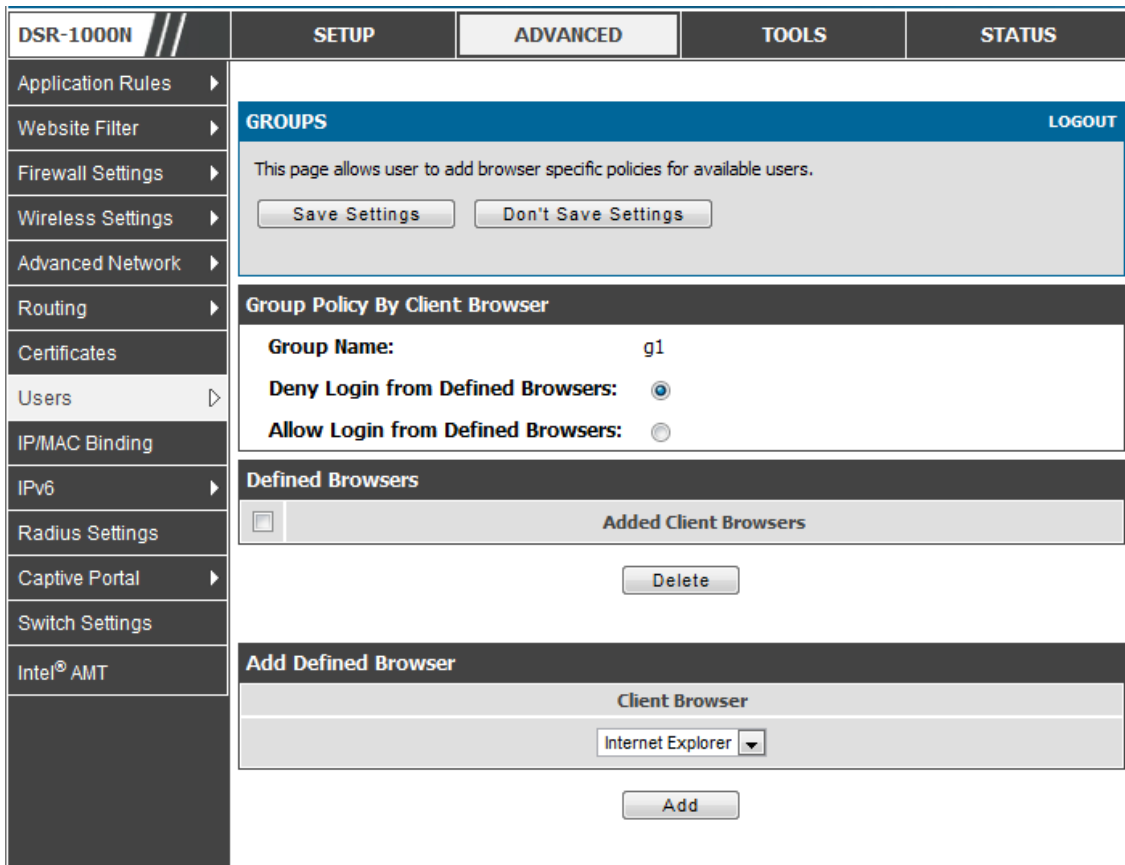 DSR-1000N
SETUP
ADVANCED
TOOLS
STATUS
Application Rules
Website Filter
Firewall Settings
Wireless Settings
Advanced Network
Routing
Certificates
Users
IP/MAC Binding
IPv6
Radius Settings
Captive Portal
Switch Settings
Intel® AMT
GROUPS
LOGOUT
This page allows user to add browser specific policies for available users.
Save Settings
Don't Save Settings
Group Policy By Client Browser
Group Name: g1
Deny Login from Defined Browsers:
Allow Login from Defined Browsers:
Defined Browsers
Added Client Browsers
Delete
Add Defined Browser
Client Browser
Internet Explorer
Add